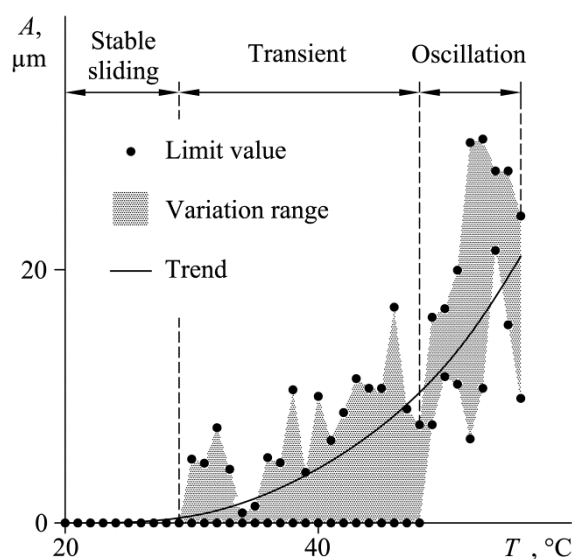 A,
µm
Stable
sliding
Transient
Oscillation
Limit value
Variation range
Trend
20
0
20
40
T, °C